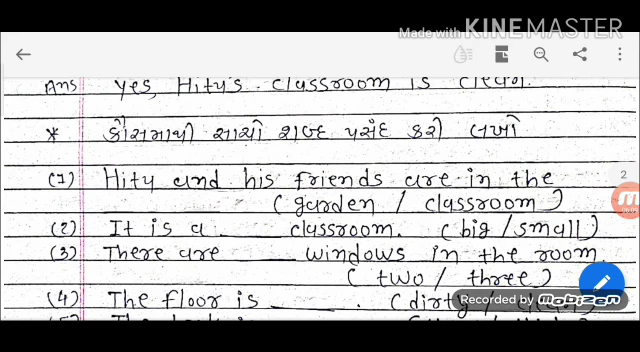 Made with KINEMASTER
Ans Yes, Hity's classroom is clean.
* કૌંસમાંથી સાચો શબ્દ પસંદ કરી લખો
2
(1) Hity and his friends are in the
(garden / classroom)
(2) It is a classroom. (big / small)
(3) There are windows in the room.
(two / three)
(4) The floor is . (dirty /
Recorded by Mobizen